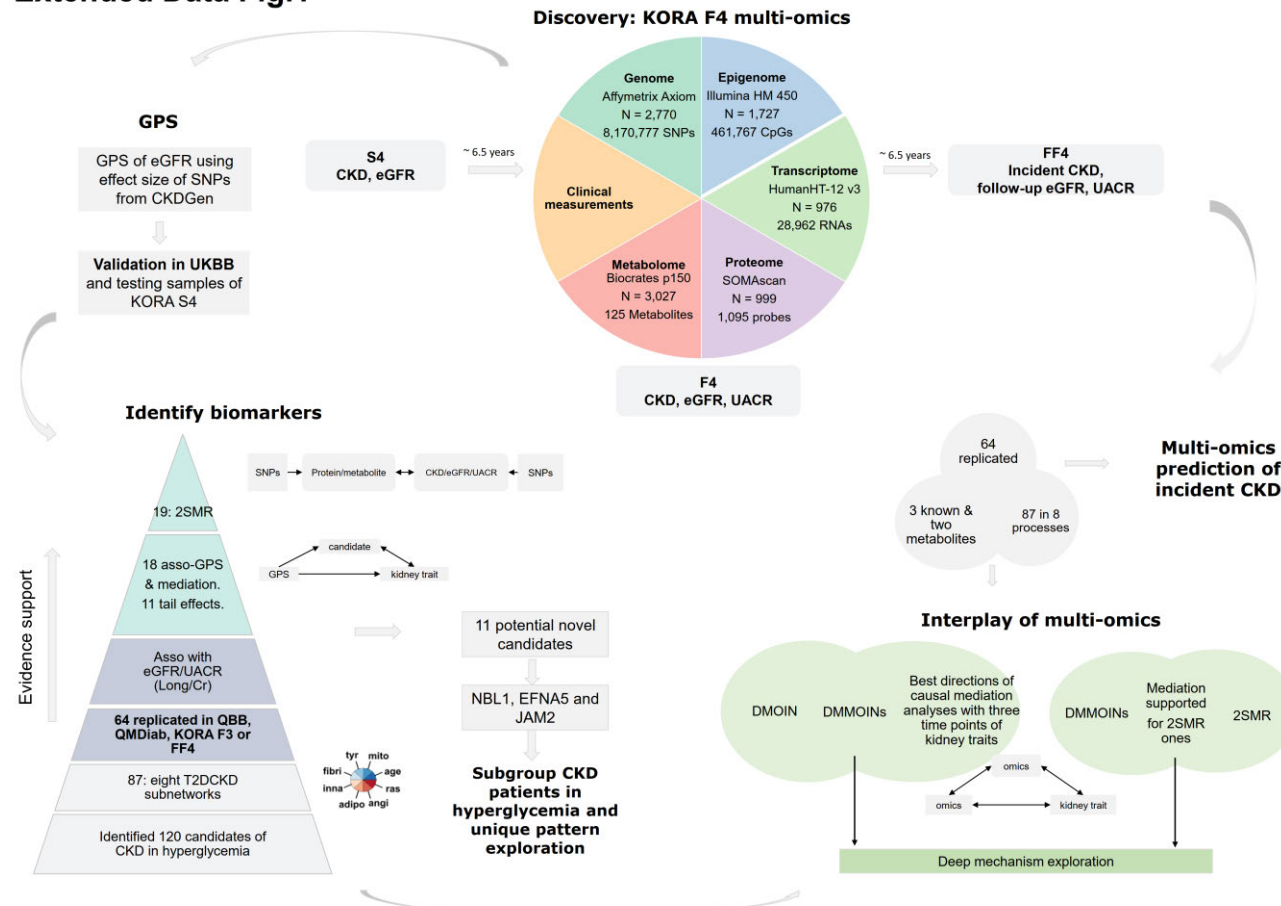 Discovery: KORA F4 multi-omics
Genome
Affymetrix Axiom
N = 2,770
8,170,777 SNPs
Epigenome
Illumina HM 450
N = 1,727
461,767 CpGs
Transcriptome
HumanHT-12 v3
N = 976
28,962 RNAs
Proteome
SOMAscan
N = 999
1,095 probes
Metabolome
Biocrates p150
N = 3,027
125 Metabolites
Clinical
measurements
GPS
GPS of eGFR using
effect size of SNPs
from CKDGen
Validation in UKBB
and testing samples of
KORA S4
S4
CKD, eGFR
~ 6.5 years
~ 6.5 years
FF4
Incident CKD,
follow-up eGFR, UACR
F4
CKD, eGFR, UACR
Identify biomarkers
Evidence support
19: 2SMR
18 asso-GPS
& mediation.
11 tail effects.
Asso with
eGFR/UACR
(Long/Cr)
64 replicated in QBB,
QMDiab, KORA F3 or
FF4
87: eight T2DCKD
subnetworks
Identified 120 candidates of
CKD in hyperglycemia
SNPs
Protein/metabolite
CKD/eGFR/UACR
SNPs
candidate
GPS
kidney trait
tyr
mito
fibri
age
inna
ras
adipo
angi
11 potential novel
candidates
NBL1, EFNA5 and
JAM2
Subgroup CKD
patients in
hyperglycemia and
unique pattern
exploration
64
replicated
3 known &
two
metabolites
87 in 8
processes
Multi-omics
prediction of
incident CKD
Interplay of multi-omics
DMOIN
DMMOINs
Best directions of
causal mediation
analyses with three
time points of
kidney traits
DMMOINs
Mediation
supported
for 2SMR
ones
2SMR
omics
omics
kidney trait
Deep mechanism exploration